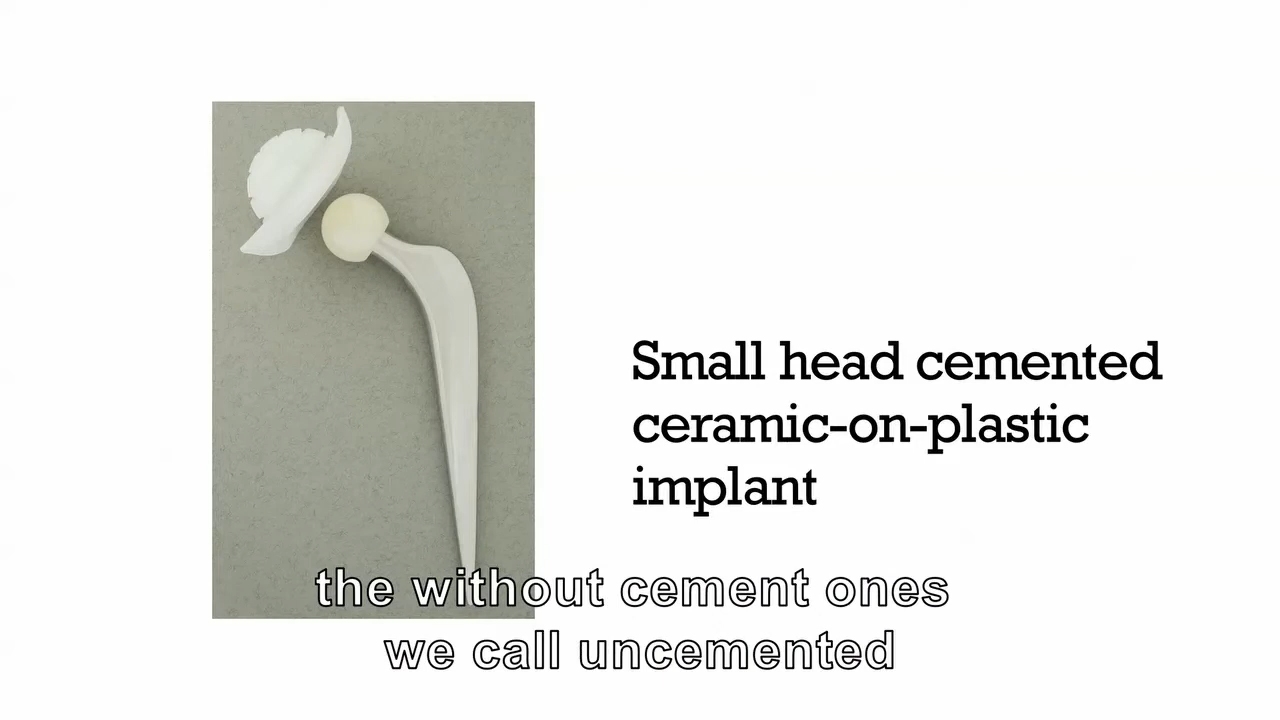 Small head cemented
ceramic-on-plastic
implant
the without cement ones
we call uncemented